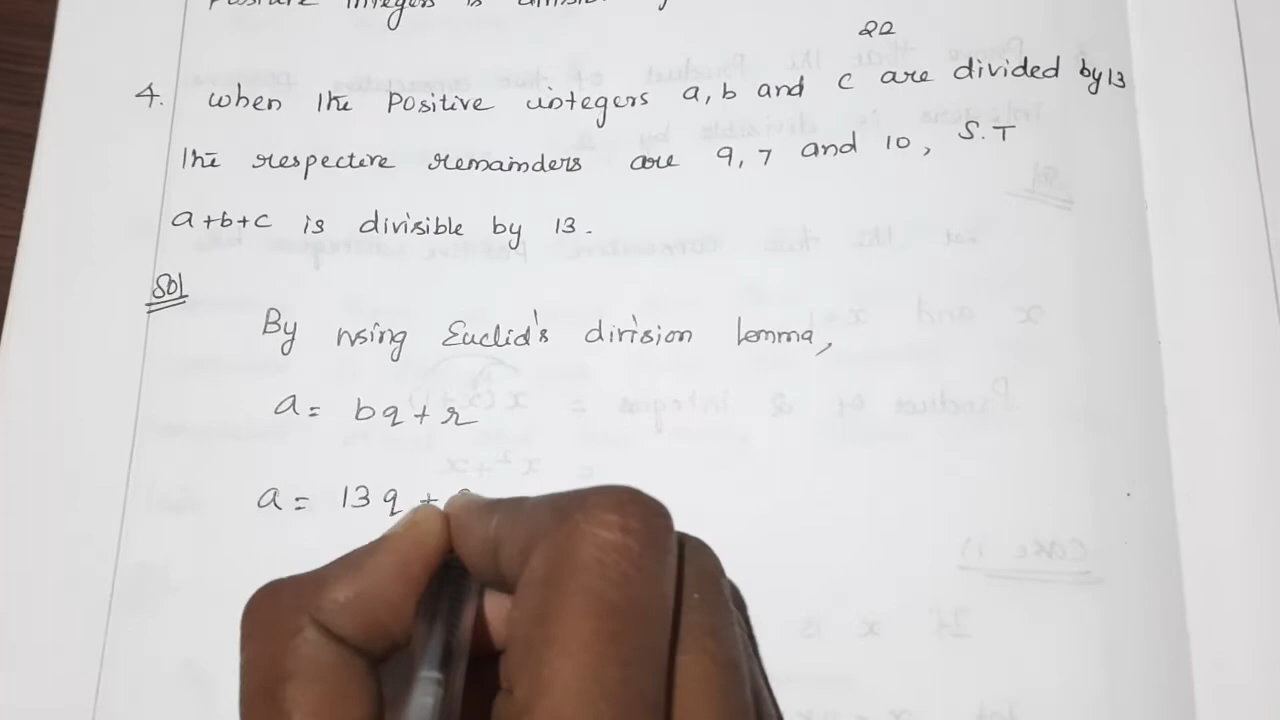 22
4. When the positive integers a, b and c are divided by 13
the respective remainders are 9, 7 and 10, S.T
a+b+c is divisible by 13.
Sol
By using Euclid's division lemma,
a = bq + r
a = 13q +